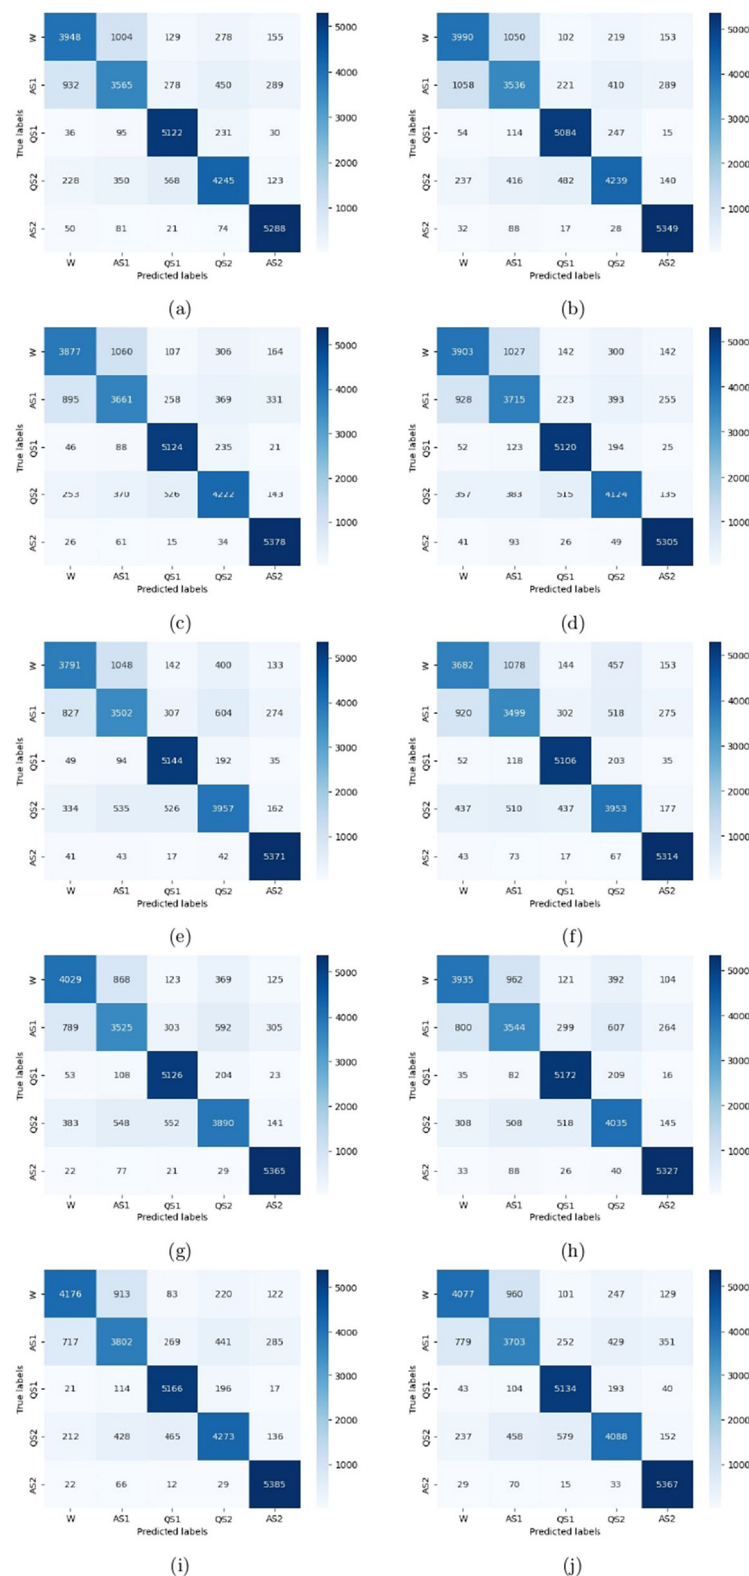 W 3948 1004 129 278 155
AS1 932 3565 278 450 289
QS1 36 95 5122 231 30
QS2 228 350 568 4245 123
AS2 50 81 21 74 5288
W AS1 QS1 QS2 AS2
True labels
Predicted labels
5000
4000
3000
2000
1000
(a)
W 3990 1050 102 219 153
AS1 1058 3536 221 410 289
QS1 54 114 5084 247 15
QS2 237 416 482 4239 140
AS2 32 88 17 28 5349
W AS1 QS1 QS2 AS2
True labels
Predicted labels
5000
4000
3000
2000
1000
(b)
W 3877 1060 107 306 164
AS1 895 3661 258 369 331
QS1 46 88 5124 235 21
QS2 253 370 526 4222 143
AS2 26 61 15 34 5378
W AS1 QS1 QS2 AS2
True labels
Predicted labels
5000
4000
3000
2000
1000
(c)
W 3903 1027 142 300 142
AS1 928 3715 223 393 255
QS1 52 123 5120 194 25
QS2 357 383 515 4124 135
AS2 41 93 26 49 5305
W AS1 QS1 QS2 AS2
True labels
Predicted labels
5000
4000
3000
2000
1000
(d)
W 3791 1048 142 400 133
AS1 827 3502 307 604 274
QS1 49 94 5144 192 35
QS2 334 535 526 3957 162
AS2 41 43 17 42 5371
W AS1 QS1 QS2 AS2
True labels
Predicted labels
5000
4000
3000
2000
1000
(e)
W 3682 1078 144 457 153
AS1 920 3499 302 518 275
QS1 52 118 5106 203 35
QS2 437 510 437 3953 177
AS2 43 73 17 67 5314
W AS1 QS1 QS2 AS2
True labels
Predicted labels
5000
4000
3000
2000
1000
(f)
W 4029 868 123 369 125
AS1 789 3525 303 592 305
QS1 53 108 5126 204 23
QS2 383 548 552 3890 141
AS2 22 77 21 29 5365
W AS1 QS1 QS2 AS2
True labels
Predicted labels
5000
4000
3000
2000
1000
(g)
W 3935 962 121 392 104
AS1 800 3544 299 607 264
QS1 35 82 5172 209 16
QS2 308 508 518 4035 145
AS2 33 88 26 40 5327
W AS1 QS1 QS2 AS2
True labels
Predicted labels
5000
4000
3000
2000
1000
(h)
W 4176 913 83 220 122
AS1 717 3802 269 441 285
QS1 21 114 5166 196 17
QS2 212 428 465 4273 136
AS2 22 66 12 29 5385
W AS1 QS1 QS2 AS2
True labels
Predicted labels
5000
4000
3000
2000
1000
(i)
W 4077 960 101 247 129
AS1 779 3703 252 429 351
QS1 43 104 5134 193 40
QS2 237 458 579 4088 152
AS2 29 70 15 33 5367
W AS1 QS1 QS2 AS2
True labels
Predicted labels
5000
4000
3000
2000
1000
(j)